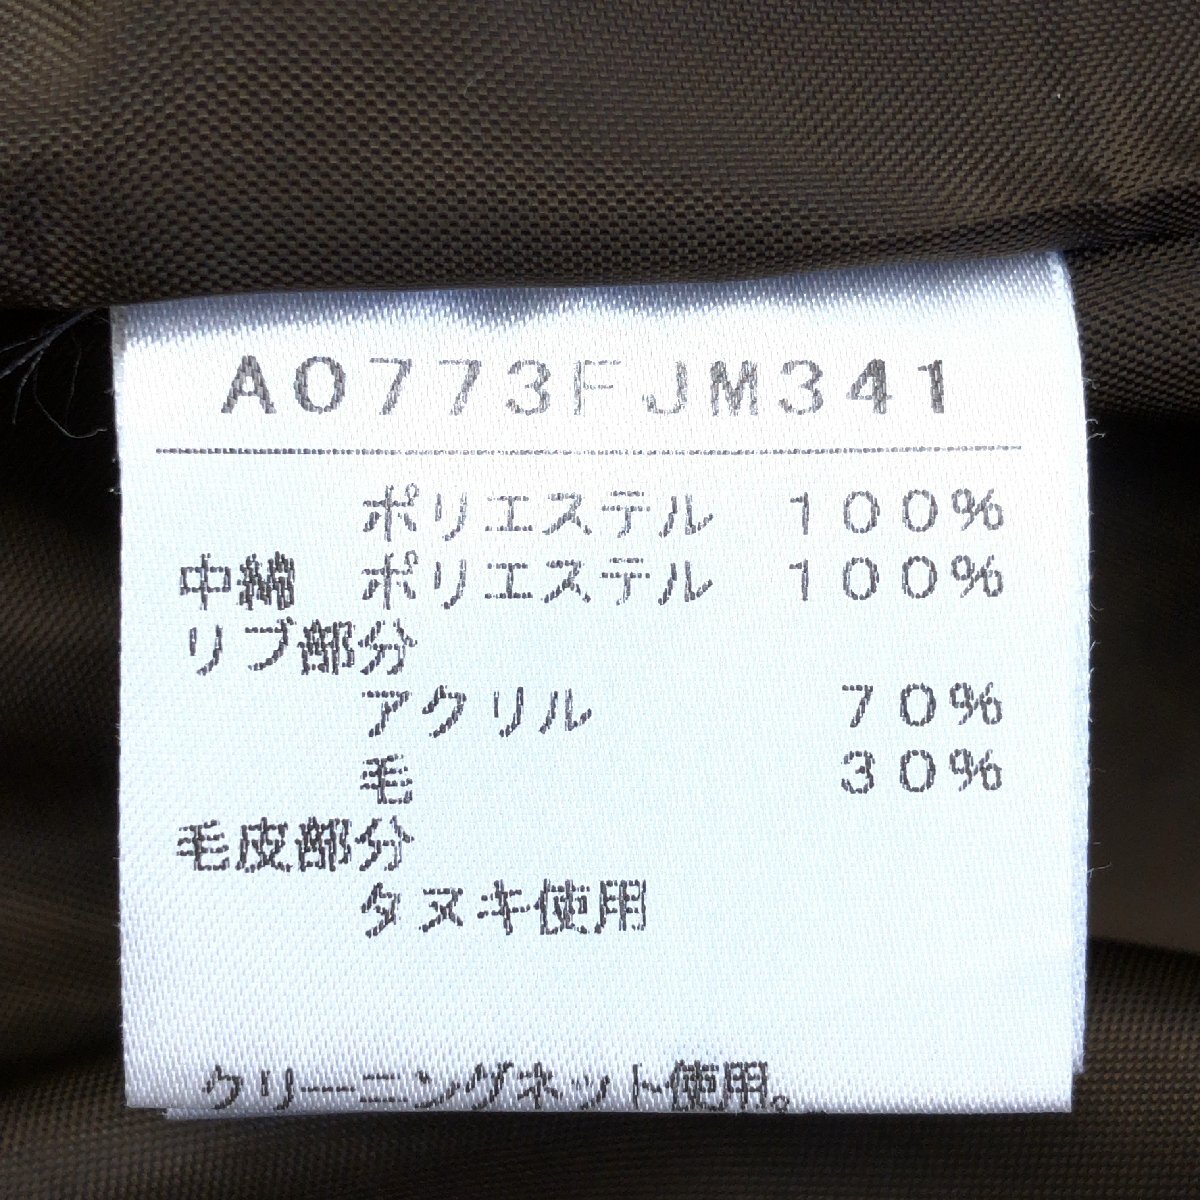 A0773FJM341
ポリエステル 100%
中綿 ポリエステル 100%
リブ部分
アクリル 70%
毛 30%
毛皮部分
タヌキ使用
クリーニングネット使用。